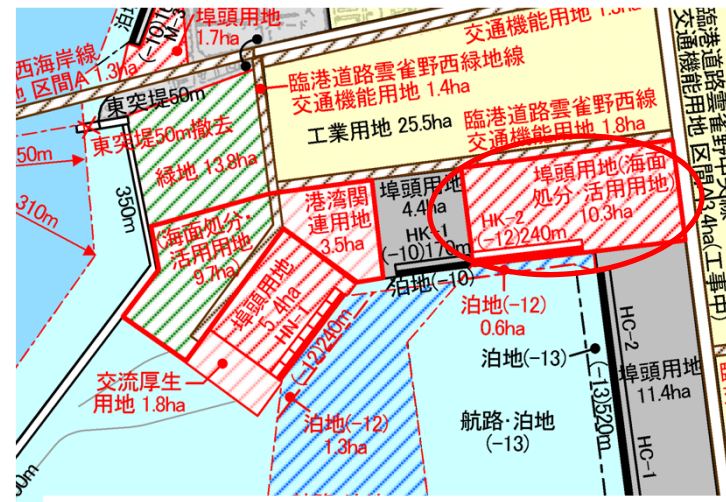 埠頭用地
1.7ha
泊地
(-10)10
M-3
西海岸線
地 区間A 1.3ha
東突堤50m
東突堤50m撤去
50m
310m
350m
緑地 13.8ha
(海面処分・
活用用地
9.7ha)
臨港道路雲雀野西緑地線
交通機能用地 1.4ha
工業用地 25.5ha
交通機能用地 1.5ha
臨港道路雲雀野西線
交通機能用地 1.8ha
臨港道路雲雀野中央線
交通機能用地 区間A3.4ha(工事中)
港湾関
連用地
3.5ha
埠頭用地
4.4ha
HK-1
(-10)170m
泊地(-10)
埠頭用地(海面
処分・活用用地)
10.3ha
HK-2
(-12)240m
泊地(-12)
0.6ha
埠頭用地
5.4ha
HN-1
(-12)240m
交流厚生
用地 1.8ha
泊地(-12)
1.3ha
泊地(-13)
航路・泊地
(-13)
(-13)520m
HC-2
埠頭用地
11.4ha
HC-1
00m